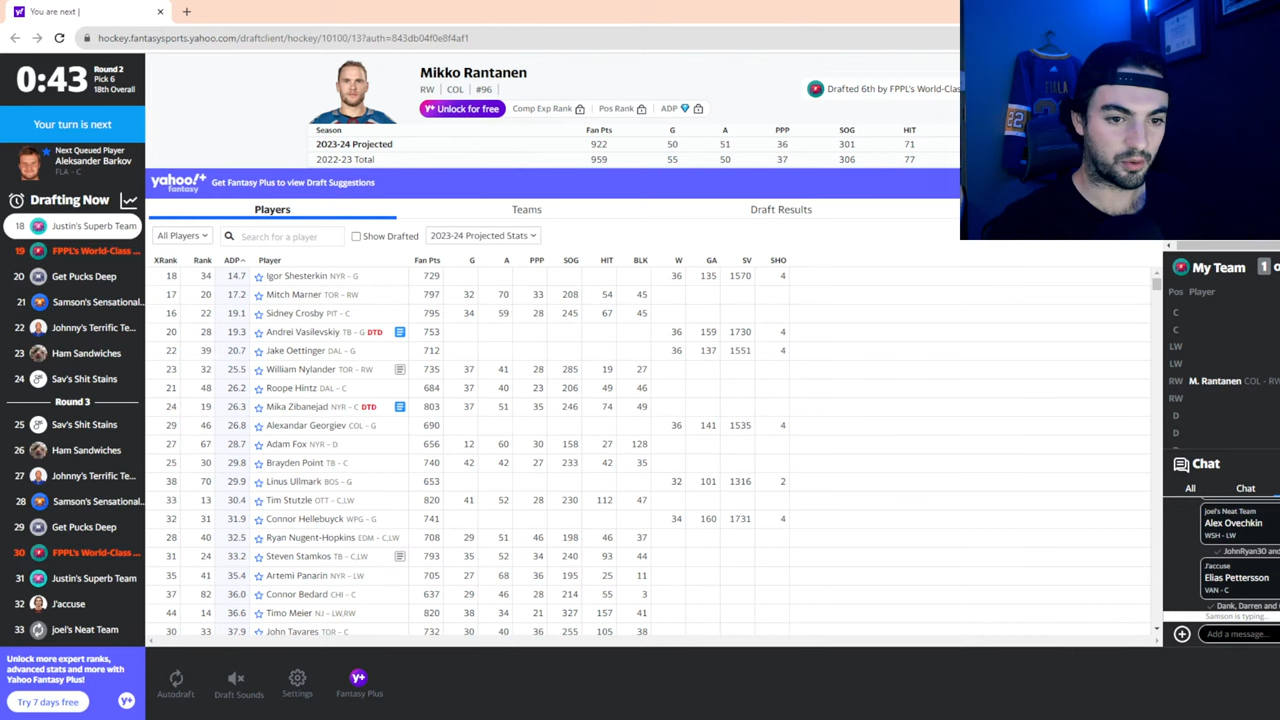 You are next |
hockey.fantasysports.yahoo.com/draftclient/hockey/10100/13?auth=843db04f0e8f4af1
0:43
Round 2
Pick 6
18th Overall
Your turn is next
Next Queued Player
Aleksander Barkov
FLA - C
Drafting Now
18 Justin's Superb Team
19 FPPL's World-Class ...
20 Get Pucks Deep
21 Samson's Sensational...
22 Johnny's Terrific Te...
23 Ham Sandwiches
24 Sav's Shit Stains
Round 3
25 Sav's Shit Stains
26 Ham Sandwiches
27 Johnny's Terrific Te...
28 Samson's Sensational...
29 Get Pucks Deep
30 FPPL's World-Class ...
31 Justin's Superb Team
32 J'accuse
33 joel's Neat Team
Unlock more expert ranks,
advanced stats and more with
Yahoo Fantasy Plus!
Try 7 days free
Y+
Mikko Rantanen
RW | COL | #96
Y+ Unlock for free Comp Exp Rank Pos Rank ADP
Drafted 6th by FPPL's World-Clas
Season Fan Pts G A PPP SOG HIT
2023-24 Projected 922 50 51 36 301 71
2022-23 Total 959 55 50 37 306 77
yahoo!+ fantasy Get Fantasy Plus to view Draft Suggestions
Players Teams Draft Results
All Players Search for a player Show Drafted 2023-24 Projected Stats
XRank Rank ADP Player Fan Pts G A PPP SOG HIT BLK W GA SV SHO
18 34 14.7 Igor Shesterkin NYR - G 729 36 135 1570 4
17 20 17.2 Mitch Marner TOR - RW 797 32 70 33 208 54 45
16 22 19.1 Sidney Crosby PIT - C 795 34 59 28 245 67 45
20 28 19.3 Andrei Vasilevskiy TB - G DTD 753 36 159 1730 4
22 39 20.7 Jake Oettinger DAL - G 712 36 137 1551 4
23 32 25.5 William Nylander TOR - RW 735 37 41 28 285 19 27
21 48 26.2 Roope Hintz DAL - C 684 37 40 23 206 49 46
24 19 26.3 Mika Zibanejad NYR - C DTD 803 37 51 35 246 74 49
29 46 26.8 Alexandar Georgiev COL - G 690 36 141 1535 4
27 67 28.7 Adam Fox NYR - D 656 12 60 30 158 27 128
25 30 29.8 Brayden Point TB - C 740 42 42 27 233 42 35
38 70 29.9 Linus Ullmark BOS - G 653 32 101 1316 2
33 13 30.4 Tim Stutzle OTT - C,LW 820 41 52 28 230 112 47
32 31 31.9 Connor Hellebuyck WPG - G 741 34 160 1731 4
28 40 32.5 Ryan Nugent-Hopkins EDM - C,LW 708 29 51 46 198 46 37
31 24 33.2 Steven Stamkos TB - C,LW 793 35 52 34 240 93 44
35 41 35.4 Artemi Panarin NYR - LW 705 27 68 36 195 25 11
37 82 36.0 Connor Bedard CHI - C 637 29 46 28 314 55 3
44 14 36.6 Timo Meier NJ - LW,RW 820 38 34 21 327 157 41
30 33 37.9 John Tavares TOR - C 732 30 40 36 255 105 38
Autodraft Draft Sounds Settings Fantasy Plus
My Team 1 o
Pos Player
C
C
LW
LW
RW M. Rantanen COL - R
RW
D
D
Chat
All Chat
joel's Neat Team
Alex Ovechkin
WSH - LW
JohnRyan30 and
J'accuse
Elias Pettersson
VAN - C
Dank, Darren and
Samson is typing...
Add a message...
FIALA
22